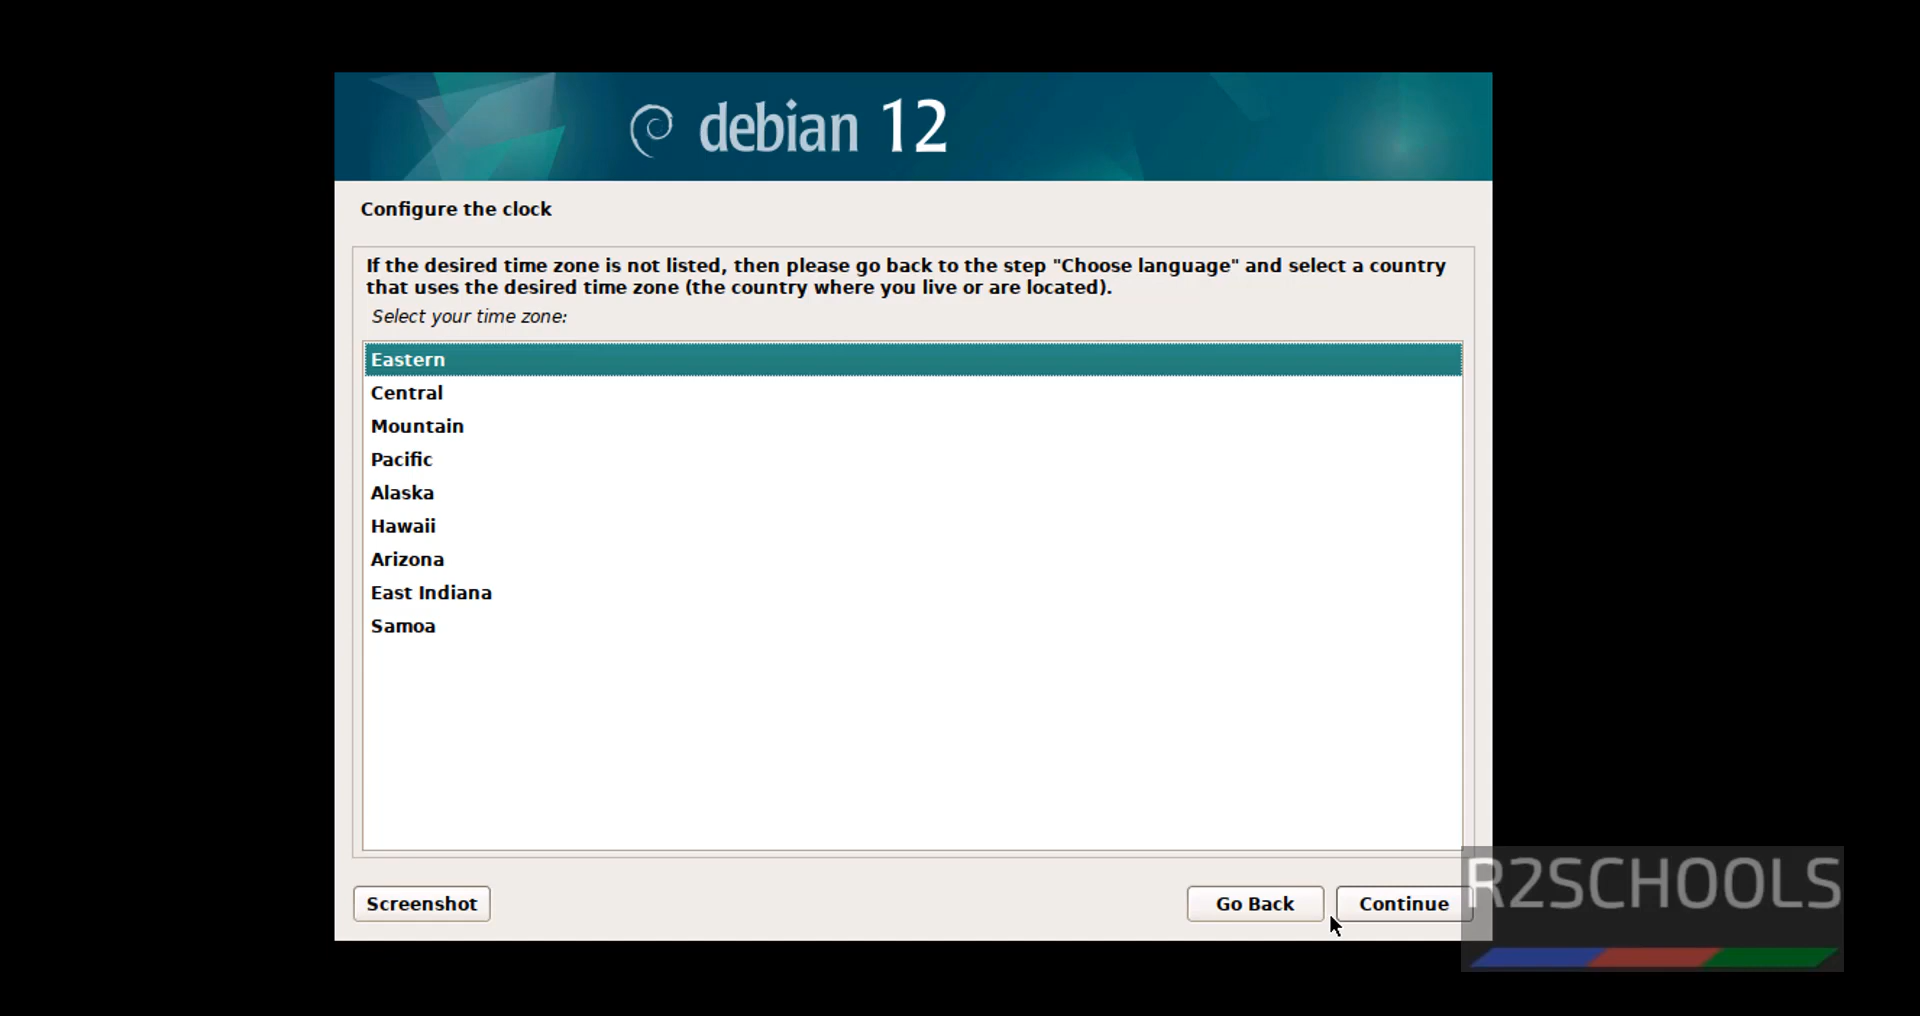 debian 12
Configure the clock
If the desired time zone is not listed, then please go back to the step "Choose language" and select a country
that uses the desired time zone (the country where you live or are located).
Select your time zone:
Eastern
Central
Mountain
Pacific
Alaska
Hawaii
Arizona
East Indiana
Samoa
Screenshot
Go Back
Continue
R2SCHOOLS